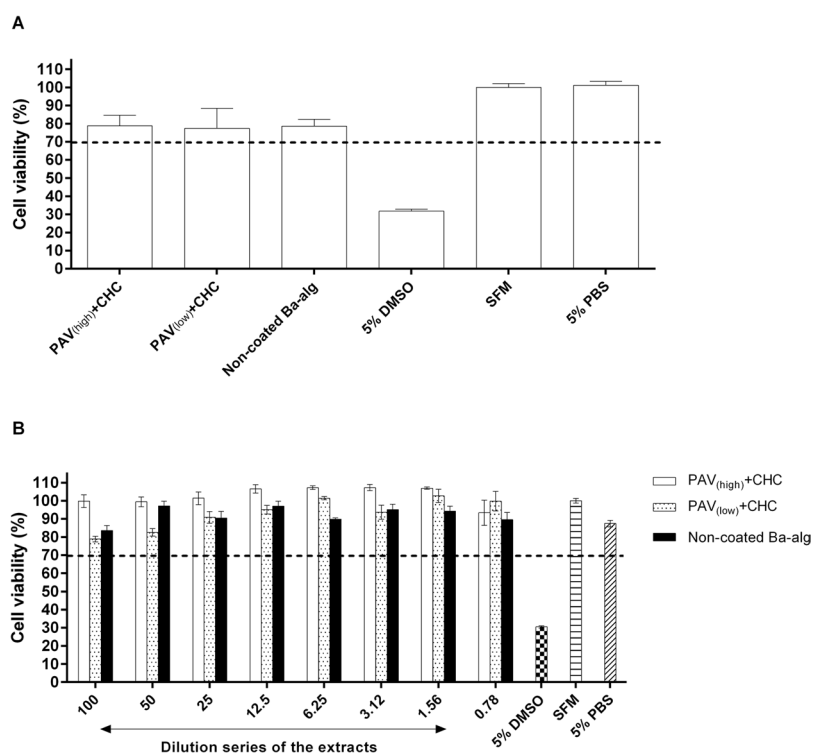 A
Cell viability (%)
110
100
90
80
70
60
50
40
30
20
10
0
PAV(high)+CHC
PAV(low)+CHC
Non-coated Ba-alg
5% DMSO
SFM
5% PBS
B
Cell viability (%)
110
100
90
80
70
60
50
40
30
20
10
0
100
50
25
12.5
6.25
3.12
1.56
0.78
5% DMSO
SFM
5% PBS
Dilution series of the extracts
PAV(high)+CHC
PAV(low)+CHC
Non-coated Ba-alg